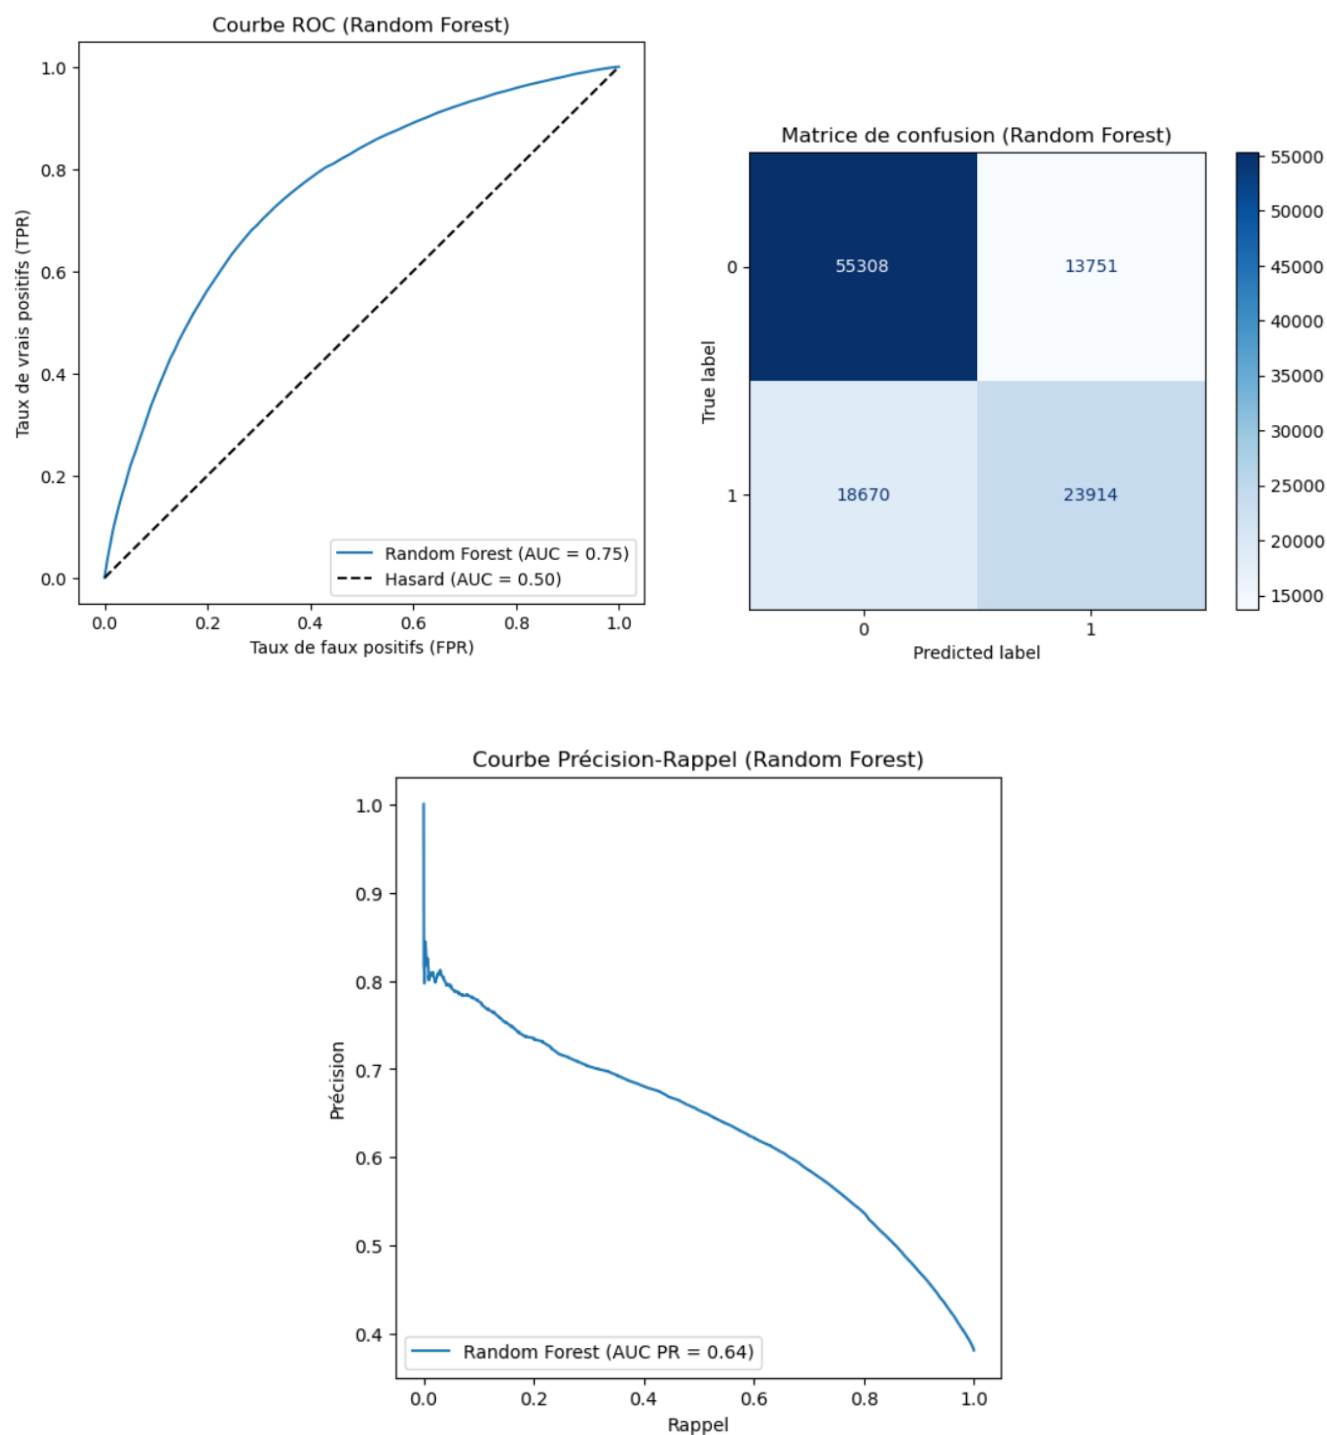 Courbe ROC (Random Forest)
1.0
0.8
0.6
0.4
0.2
0.0
Taux de vrais positifs (TPR)
Random Forest (AUC = 0.75)
Hasard (AUC = 0.50)
0.0 0.2 0.4 0.6 0.8 1.0
Taux de faux positifs (FPR)
Matrice de confusion (Random Forest)
True label
0
55308 13751
1
18670 23914
0 1
Predicted label
55000
50000
45000
40000
35000
30000
25000
20000
15000
Courbe Précision-Rappel (Random Forest)
1.0
0.9
0.8
0.7
0.6
0.5
0.4
Précision
Random Forest (AUC PR = 0.64)
0.0 0.2 0.4 0.6 0.8 1.0
Rappel